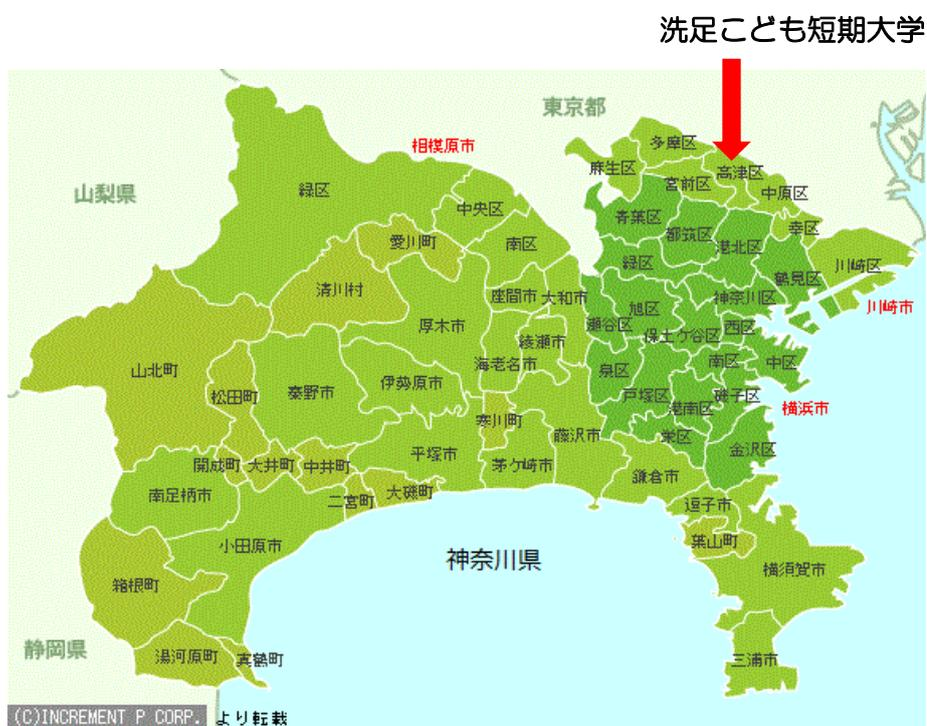 洗足こども短期大学
東京都
多摩区
相模原市
麻生区
高津区
宮前区
山梨県
緑区
中原区
中央区
青葉区
幸区
愛川町
南区
都筑区
港北区
緑区
川崎区
鶴見区
清川村
座間市
大和市
神奈川区
川崎市
旭区
厚木市
瀬谷区
西区
保土ケ谷区
綾瀬市
海老名市
南区
中区
山北町
泉区
伊勢原市
秦野市
松田町
戸塚区
磯子区
港南区
横浜市
寒川町
藤沢市
栄区
金沢区
平塚市
開成町
大井町
中井町
茅ケ崎市
鎌倉市
南足柄市
大磯町
二宮町
逗子市
葉山町
小田原市
神奈川県
横須賀市
箱根町
静岡県
湯河原町
真鶴町
三浦市
(C)INCREMENT P CORP. より転載